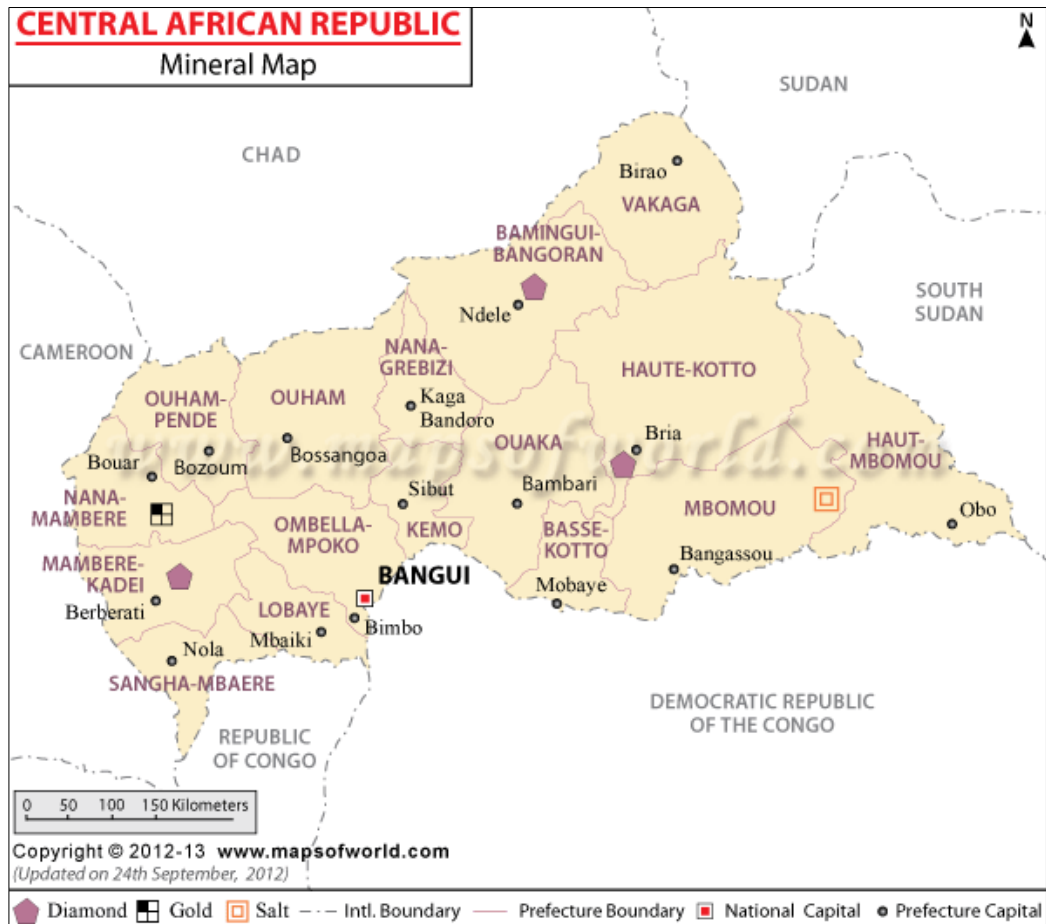 CENTRAL AFRICAN REPUBLIC
Mineral Map
N
SUDAN
CHAD
Birao
VAKAGA
BAMINGUI-
BANGORAN
SOUTH
SUDAN
Ndele
CAMEROON
NANA-
GREBIZI
HAUTE-KOTTO
OUHAM-
PENDE
OUHAM
Kaga
Bandoro
www.mapsofworld.com
OUAKA
Bria
HAUT-
MBOMOU
Bouar
Bozoum
Bossangoa
Sibut
Bambari
NANA-
MAMBERE
OMBELLA-
MPOKO
KEMO
BASSE-
KOTTO
MBOMOU
Obo
MAMBERE-
KADEI
BANGUI
Bangassou
Mobaye
Berberati
LOBAYE
Bimbo
Mbaiki
Nola
SANGHA-MBAERE
DEMOCRATIC REPUBLIC
OF THE CONGO
REPUBLIC
OF CONGO
0 50 100 150 Kilometers
Copyright © 2012-13 www.mapsofworld.com
(Updated on 24th September, 2012)
Diamond Gold Salt Intl. Boundary Prefecture Boundary National Capital Prefecture Capital